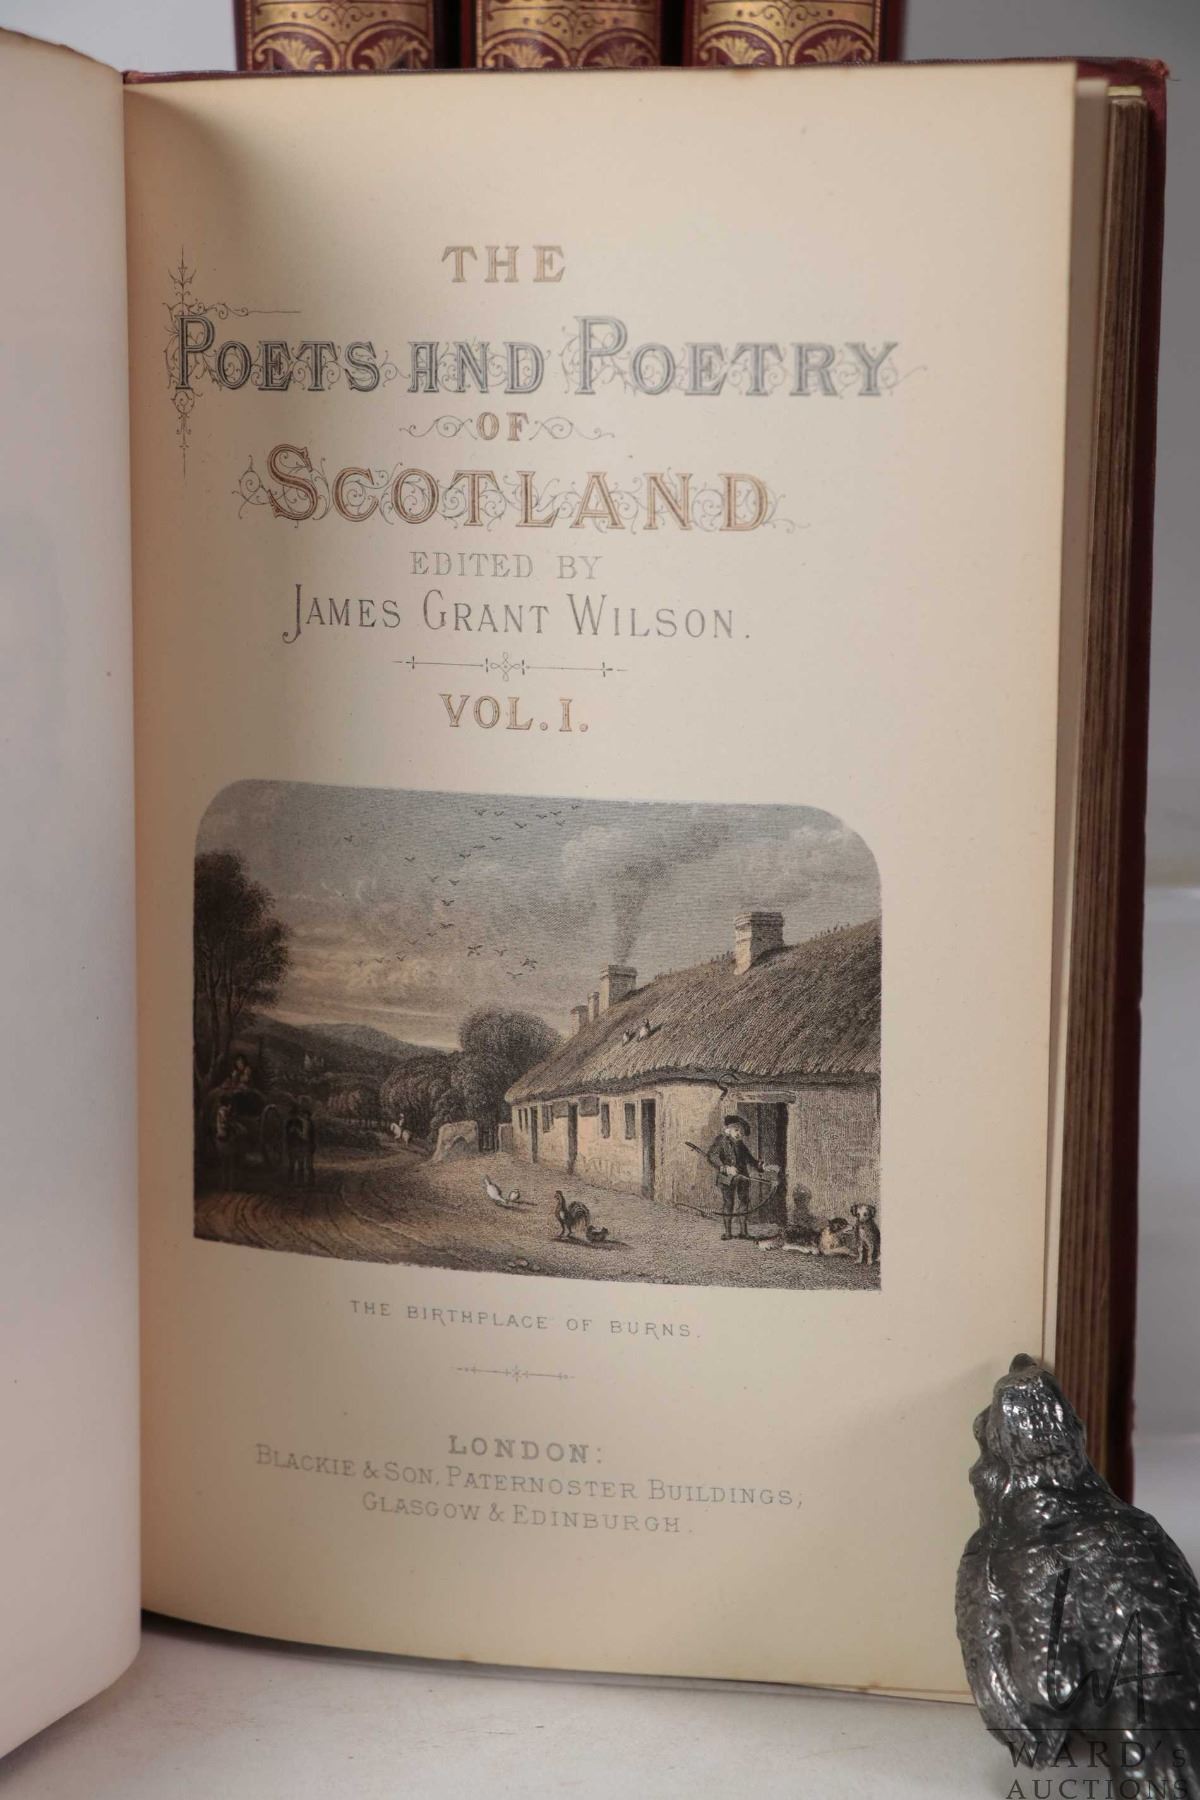 THE
POETS AND POETRY
OF
SCOTLAND
EDITED BY
JAMES GRANT WILSON.
VOL. I.
THE BIRTHPLACE OF BURNS.
LONDON:
BLACKIE & SON, PATERNOSTER BUILDINGS;
GLASGOW & EDINBURGH.
WA
WARD's
AUCTIONS